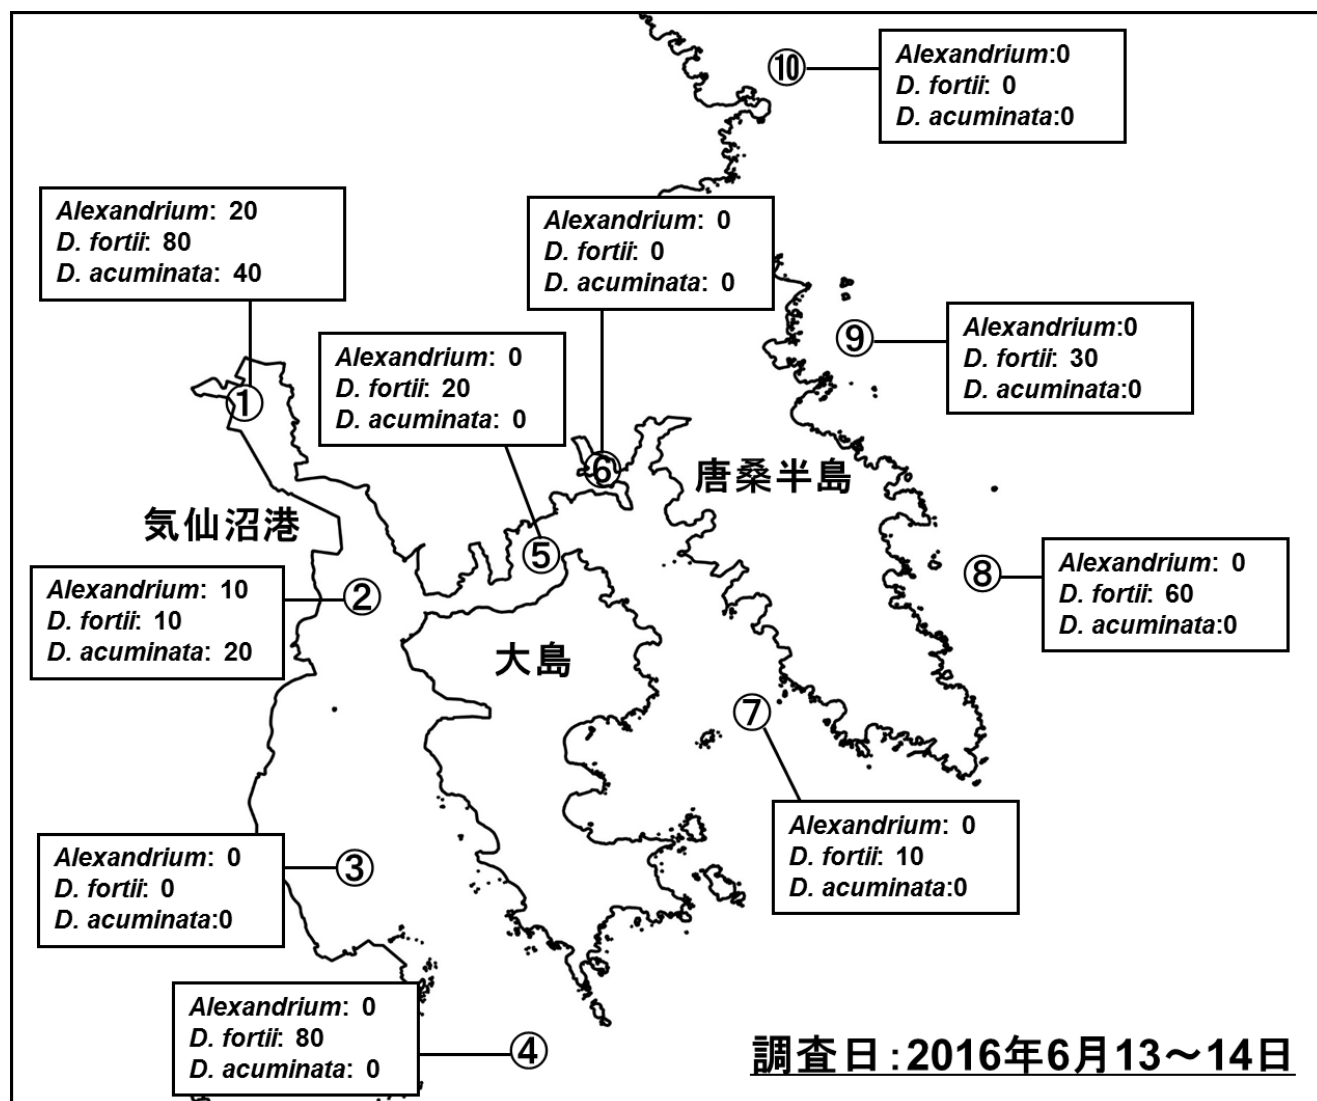 ⑩
Alexandrium:0
D. fortii: 0
D. acuminata:0
Alexandrium: 20
D. fortii: 80
D. acuminata: 40
Alexandrium: 0
D. fortii: 0
D. acuminata: 0
⑨
Alexandrium:0
D. fortii: 30
D. acuminata:0
Alexandrium: 0
D. fortii: 20
D. acuminata: 0
①
⑥
唐桑半島
気仙沼港
⑤
⑧
Alexandrium: 0
D. fortii: 60
D. acuminata:0
Alexandrium: 10
D. fortii: 10
D. acuminata: 20
②
大島
⑦
Alexandrium: 0
D. fortii: 10
D. acuminata:0
Alexandrium: 0
D. fortii: 0
D. acuminata:0
③
Alexandrium: 0
D. fortii: 80
D. acuminata: 0
④
調査日:2016年6月13～14日